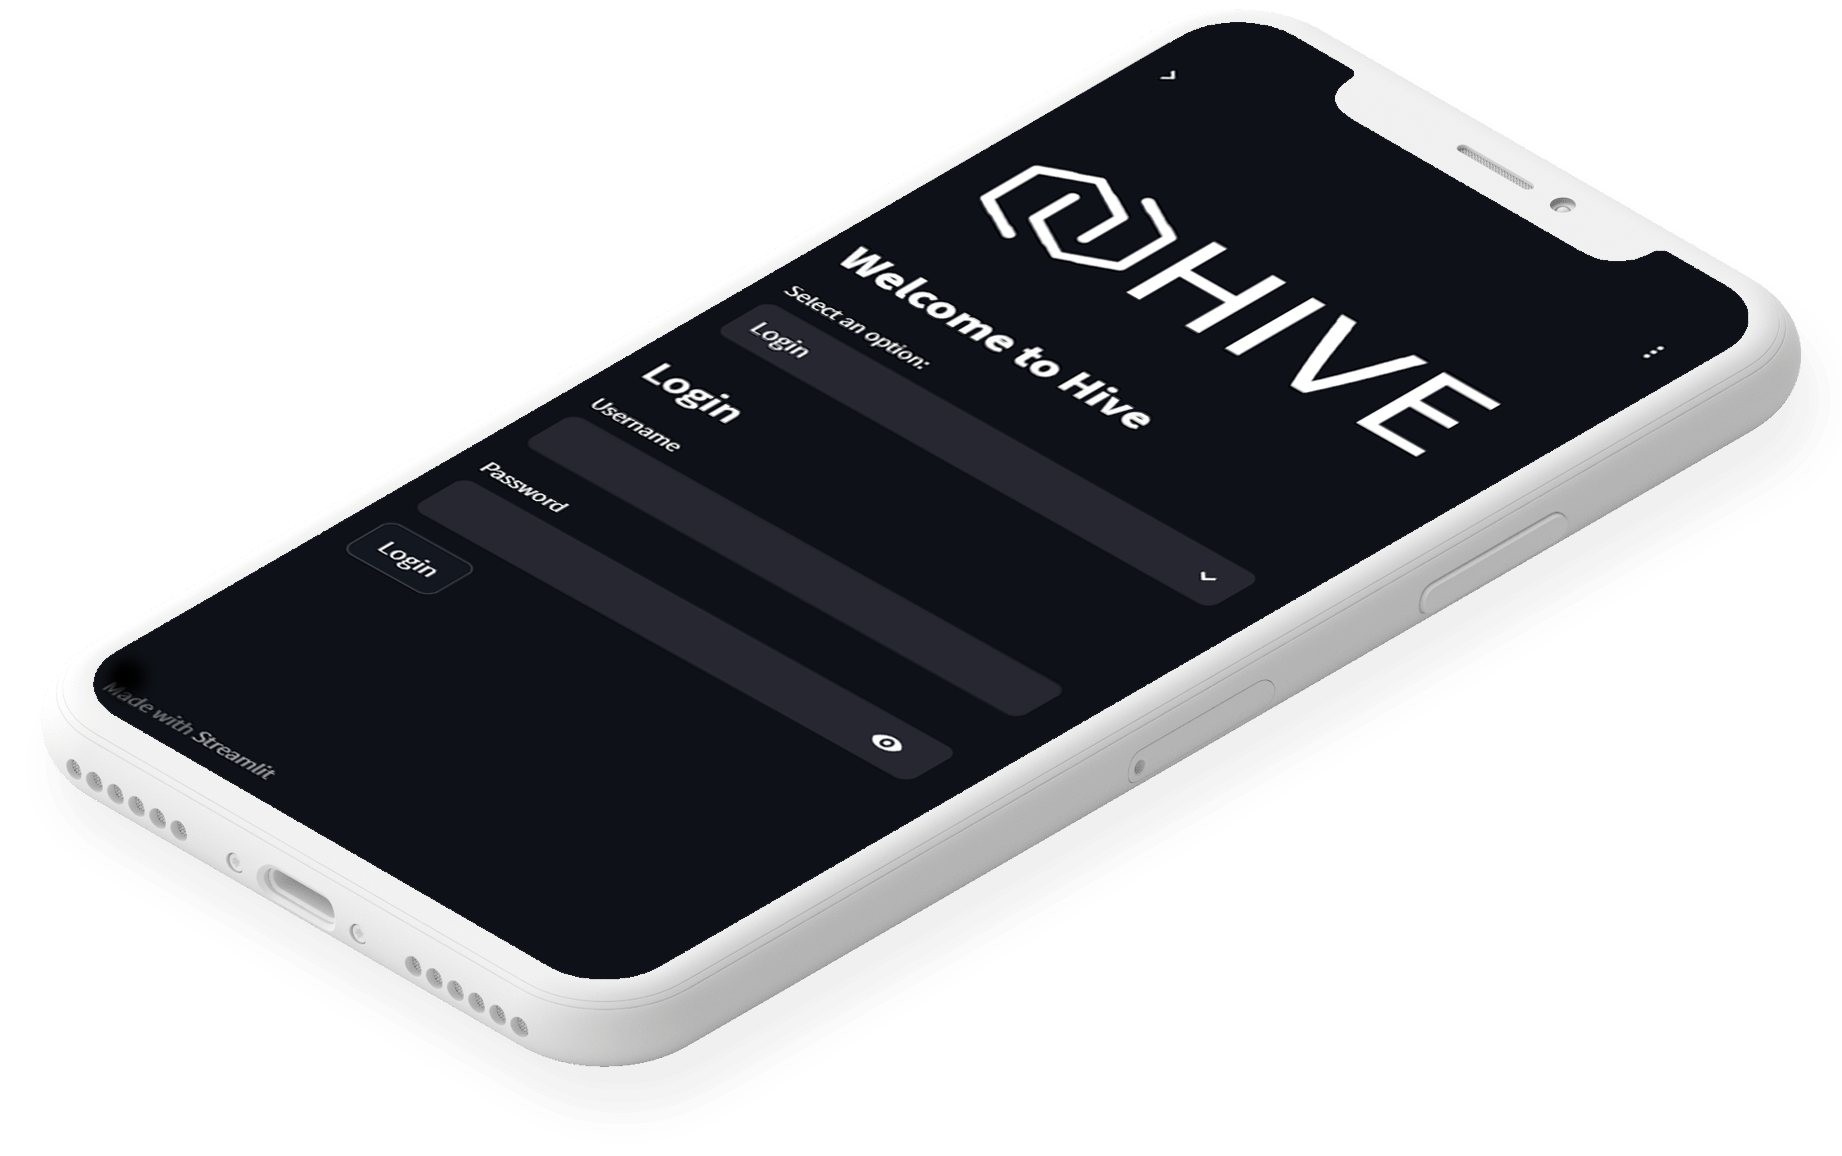 HIVE
Welcome to Hive
Select an option:
Login
Login
Username
Password
Login
Made with Streamlit